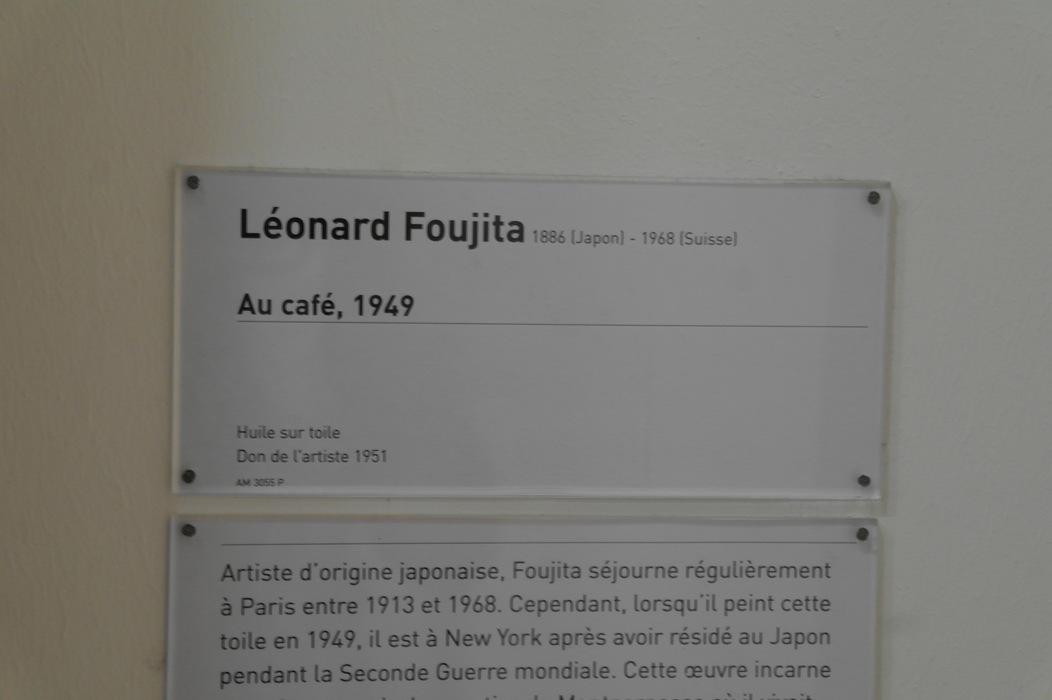 Léonard Foujita 1886 (Japon) - 1968 (Suisse)
Au café, 1949
Huile sur toile
Don de l'artiste 1951
AM 3055 P
Artiste d'origine japonaise, Foujita séjourne régulièrement
à Paris entre 1913 et 1968. Cependant, lorsqu'il peint cette
toile en 1949, il est à New York après avoir résidé au Japon
pendant la Seconde Guerre mondiale. Cette œuvre incarne